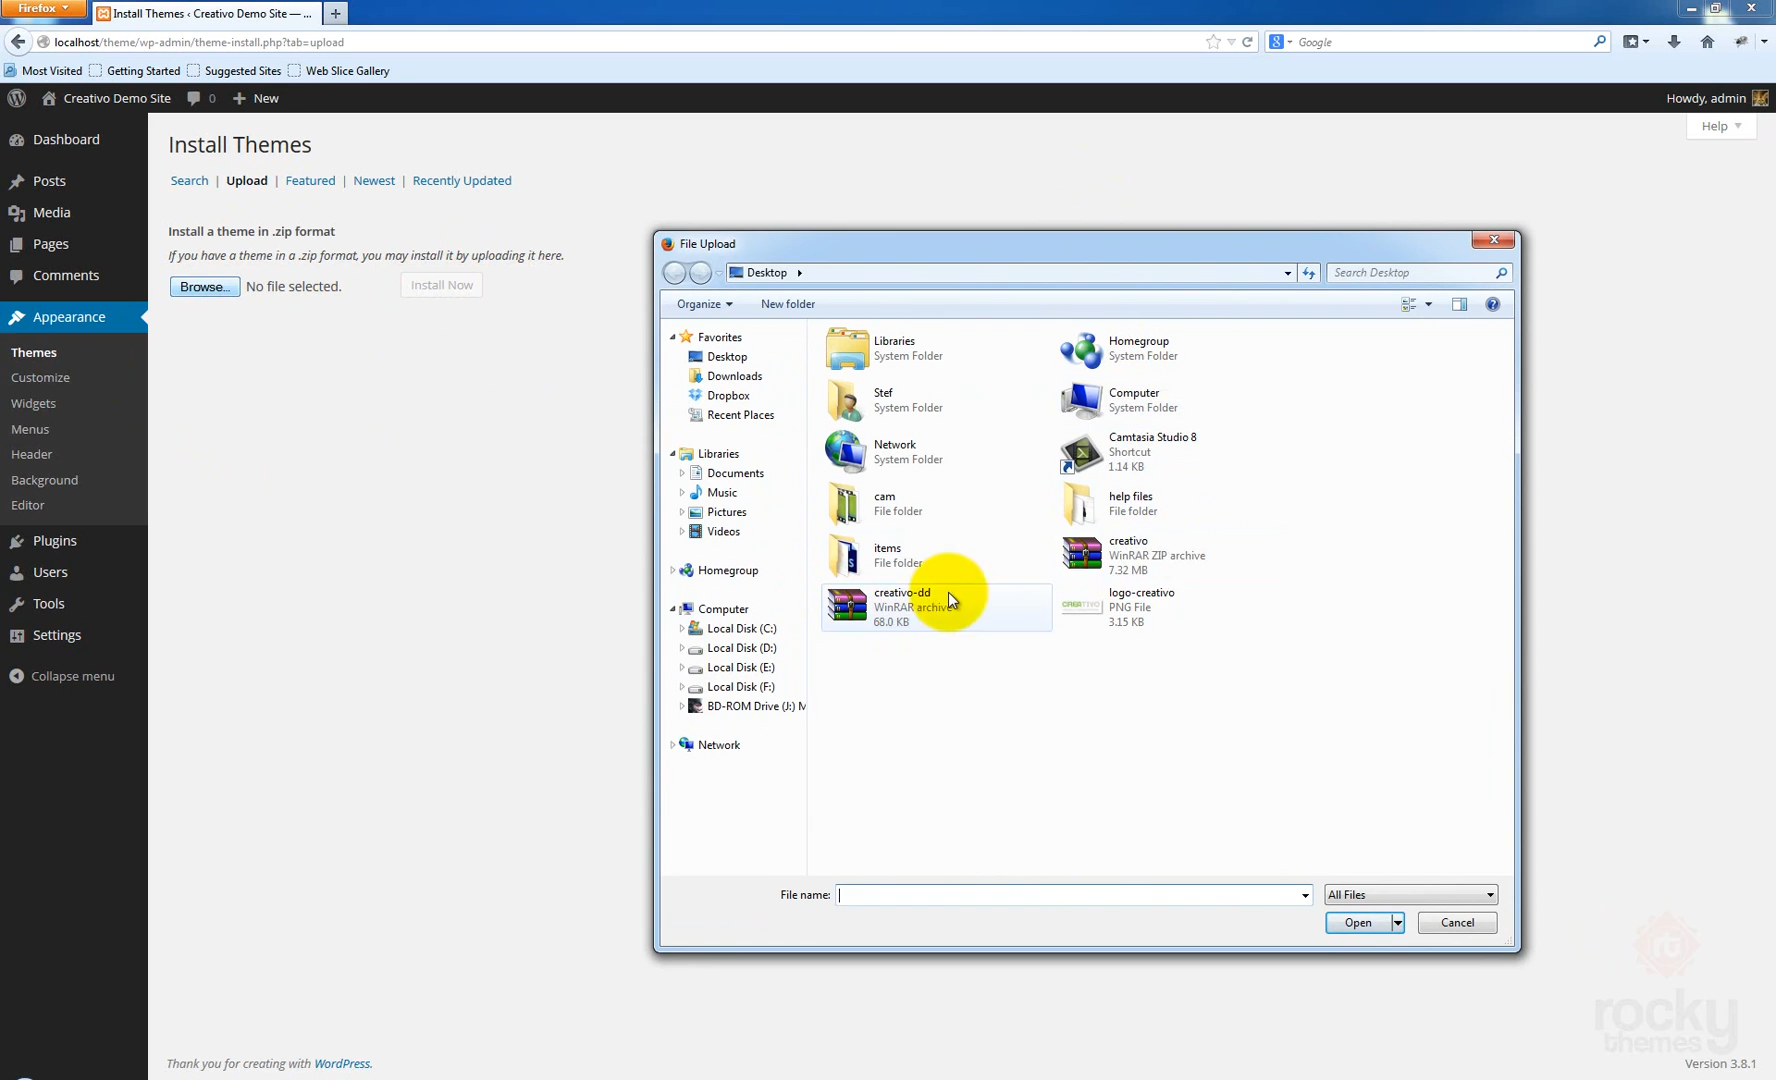 Firefox
Install Themes ‹ Creativo Demo Site — ...
localhost/theme/wp-admin/theme-install.php?tab=upload
Google
Most Visited
Getting Started
Suggested Sites
Web Slice Gallery
Creativo Demo Site
0
New
Howdy, admin
Help
Dashboard
Posts
Media
Pages
Comments
Appearance
Themes
Customize
Widgets
Menus
Header
Background
Editor
Plugins
Users
Tools
Settings
Collapse menu
Install Themes
Search | Upload | Featured | Newest | Recently Updated
Install a theme in .zip format
If you have a theme in a .zip format, you may install it by uploading it here.
Browse... No file selected.
Install Now
File Upload
Desktop
Search Desktop
Organize
New folder
Favorites
Desktop
Downloads
Dropbox
Recent Places
Libraries
Documents
Music
Pictures
Videos
Homegroup
Computer
Local Disk (C:)
Local Disk (D:)
Local Disk (E:)
Local Disk (F:)
BD-ROM Drive (J:) M
Network
Libraries
System Folder
Homegroup
System Folder
Stef
System Folder
Computer
System Folder
Network
System Folder
Camtasia Studio 8
Shortcut
1.14 KB
cam
File folder
help files
File folder
items
File folder
creativo
WinRAR ZIP archive
7.32 MB
creativo-dd
WinRAR archive
68.0 KB
logo-creativo
PNG File
3.15 KB
File name:
All Files
Open
Cancel
rocky
themes
Thank you for creating with WordPress.
Version 3.8.1